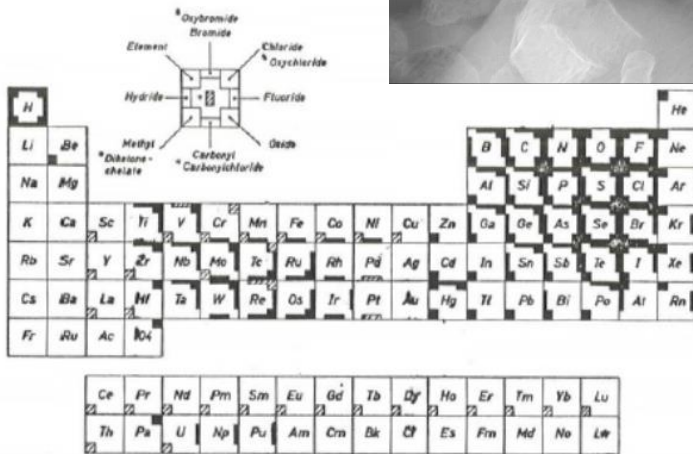 * Oxybromide
Bromide
Element
Chloride
* Oxychloride
Hydride
Fluoride
Methyl
* Diketone-
chelate
Carbonyl
* Carbonylchloride
Oxide
H He
Li Be B C N O F Ne
Na Mg Al Si P S Cl Ar
K Ca Sc Ti V Cr Mn Fe Co Ni Cu Zn Ga Ge As Se Br Kr
Rb Sr Y Zr Nb Mo Tc Ru Rh Pd Ag Cd In Sn Sb Te I Xe
Cs Ba La Hf Ta W Re Os Ir Pt Au Hg Tl Pb Bi Po At Rn
Fr Ra Ac 104
Ce Pr Nd Pm Sm Eu Gd Tb Dy Ho Er Tm Yb Lu
Th Pa U Np Pu Am Cm Bk Cf Es Fm Md No Lw